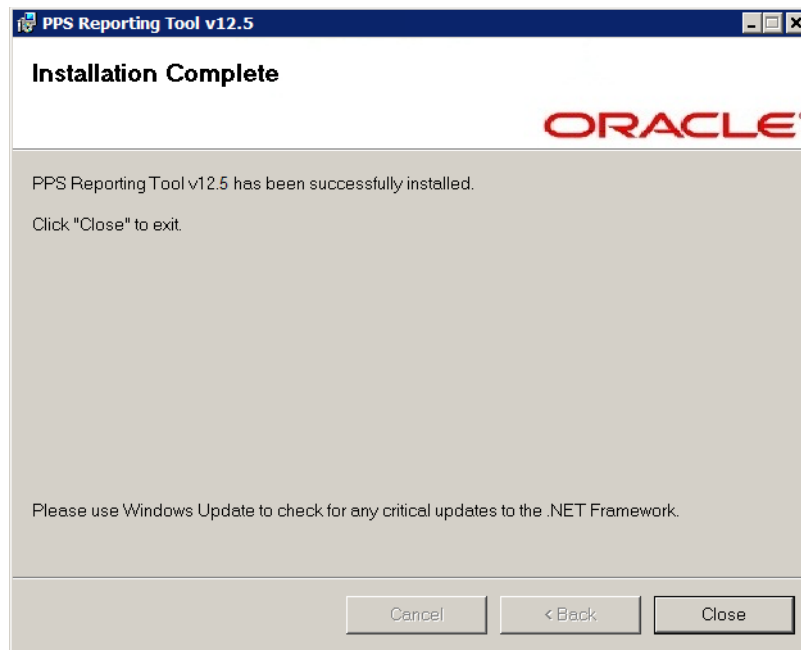 PPS Reporting Tool v12.5
Installation Complete
ORACLE
PPS Reporting Tool v12.5 has been successfully installed.
Click "Close" to exit.
Please use Windows Update to check for any critical updates to the .NET Framework.
Cancel
< Back
Close